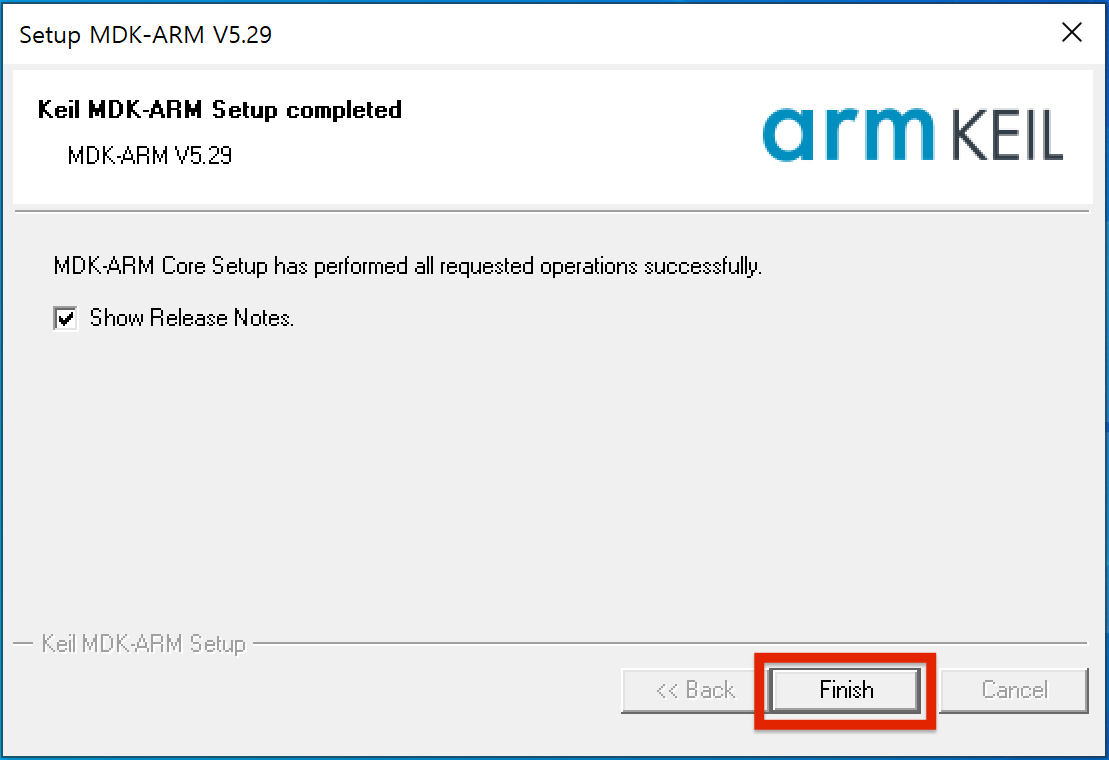 Setup MDK-ARM V5.29
Keil MDK-ARM Setup completed
MDK-ARM V5.29
arm KEIL
MDK-ARM Core Setup has performed all requested operations successfully.
Show Release Notes.
Keil MDK-ARM Setup
<< Back
Finish
Cancel